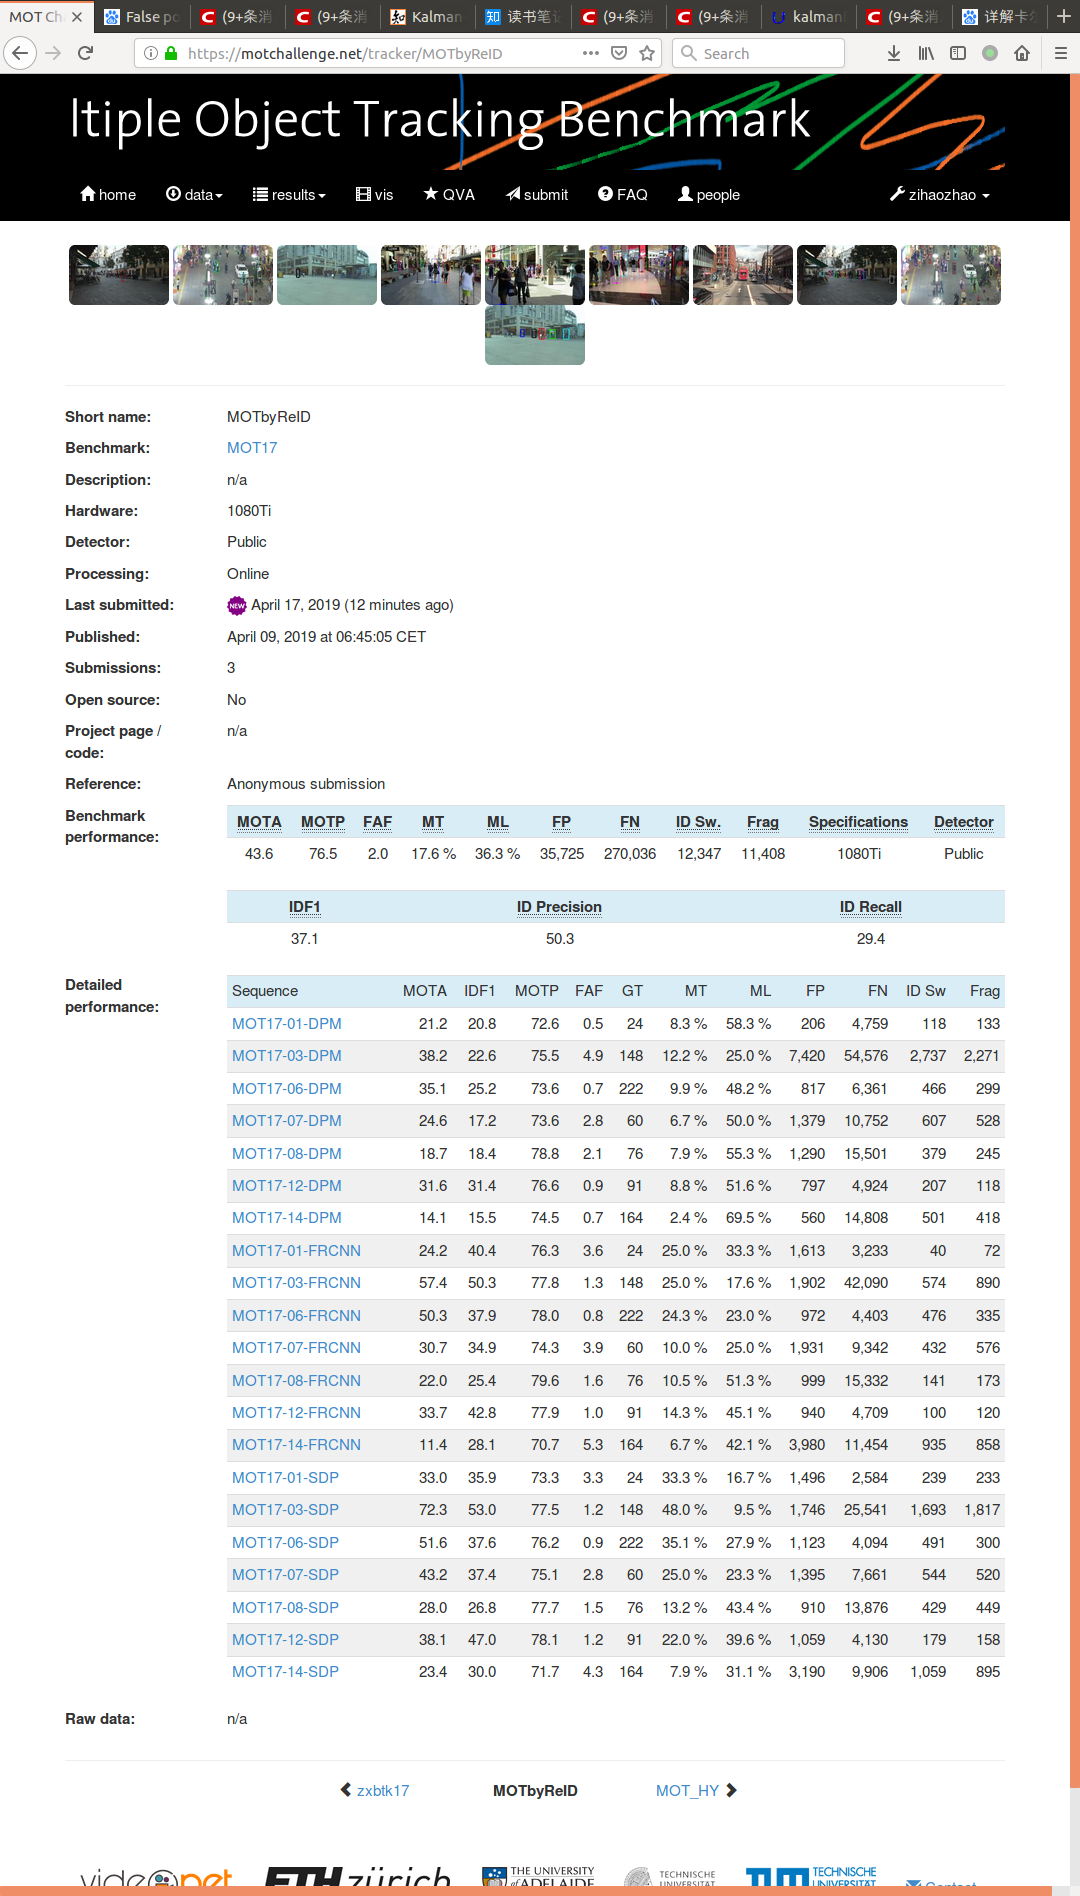 MOT Ch
False po
(9+条消
(9+条消
Kalman
读书笔记
(9+条消
(9+条消
kalman
(9+条消
详解卡尔
https://motchallenge.net/tracker/MOTbyReID
Search
ltiple Object Tracking Benchmark
home data results vis QVA submit FAQ people zihaozhao
Short name: MOTbyReID
Benchmark: MOT17
Description: n/a
Hardware: 1080Ti
Detector: Public
Processing: Online
Last submitted: NEW April 17, 2019 (12 minutes ago)
Published: April 09, 2019 at 06:45:05 CET
Submissions: 3
Open source: No
Project page / n/a
code:
Reference: Anonymous submission
Benchmark
performance:
MOTA MOTP FAF MT ML FP FN ID Sw. Frag Specifications Detector
43.6 76.5 2.0 17.6 % 36.3 % 35,725 270,036 12,347 11,408 1080Ti Public
IDF1 ID Precision ID Recall
37.1 50.3 29.4
Detailed
performance:
Sequence MOTA IDF1 MOTP FAF GT MT ML FP FN ID Sw Frag
MOT17-01-DPM 21.2 20.8 72.6 0.5 24 8.3 % 58.3 % 206 4,759 118 133
MOT17-03-DPM 38.2 22.6 75.5 4.9 148 12.2 % 25.0 % 7,420 54,576 2,737 2,271
MOT17-06-DPM 35.1 25.2 73.6 0.7 222 9.9 % 48.2 % 817 6,361 466 299
MOT17-07-DPM 24.6 17.2 73.6 2.8 60 6.7 % 50.0 % 1,379 10,752 607 528
MOT17-08-DPM 18.7 18.4 78.8 2.1 76 7.9 % 55.3 % 1,290 15,501 379 245
MOT17-12-DPM 31.6 31.4 76.6 0.9 91 8.8 % 51.6 % 797 4,924 207 118
MOT17-14-DPM 14.1 15.5 74.5 0.7 164 2.4 % 69.5 % 560 14,808 501 418
MOT17-01-FRCNN 24.2 40.4 76.3 3.6 24 25.0 % 33.3 % 1,613 3,233 40 72
MOT17-03-FRCNN 57.4 50.3 77.8 1.3 148 25.0 % 17.6 % 1,902 42,090 574 890
MOT17-06-FRCNN 50.3 37.9 78.0 0.8 222 24.3 % 23.0 % 972 4,403 476 335
MOT17-07-FRCNN 30.7 34.9 74.3 3.9 60 10.0 % 25.0 % 1,931 9,342 432 576
MOT17-08-FRCNN 22.0 25.4 79.6 1.6 76 10.5 % 51.3 % 999 15,332 141 173
MOT17-12-FRCNN 33.7 42.8 77.9 1.0 91 14.3 % 45.1 % 940 4,709 100 120
MOT17-14-FRCNN 11.4 28.1 70.7 5.3 164 6.7 % 42.1 % 3,980 11,454 935 858
MOT17-01-SDP 33.0 35.9 73.3 3.3 24 33.3 % 16.7 % 1,496 2,584 239 233
MOT17-03-SDP 72.3 53.0 77.5 1.2 148 48.0 % 9.5 % 1,746 25,541 1,693 1,817
MOT17-06-SDP 51.6 37.6 76.2 0.9 222 35.1 % 27.9 % 1,123 4,094 491 300
MOT17-07-SDP 43.2 37.4 75.1 2.8 60 25.0 % 23.3 % 1,395 7,661 544 520
MOT17-08-SDP 28.0 26.8 77.7 1.5 76 13.2 % 43.4 % 910 13,876 429 449
MOT17-12-SDP 38.1 47.0 78.1 1.2 91 22.0 % 39.6 % 1,059 4,130 179 158
MOT17-14-SDP 23.4 30.0 71.7 4.3 164 7.9 % 31.1 % 3,190 9,906 1,059 895
Raw data: n/a
zxbtk17 MOTbyReID MOT_HY
videonet
ETH zürich
THE UNIVERSITY
of ADELAIDE
TECHNISCHE
UNIVERSITÄT
TUM
TECHNISCHE
UNIVERSITÄT
Contact